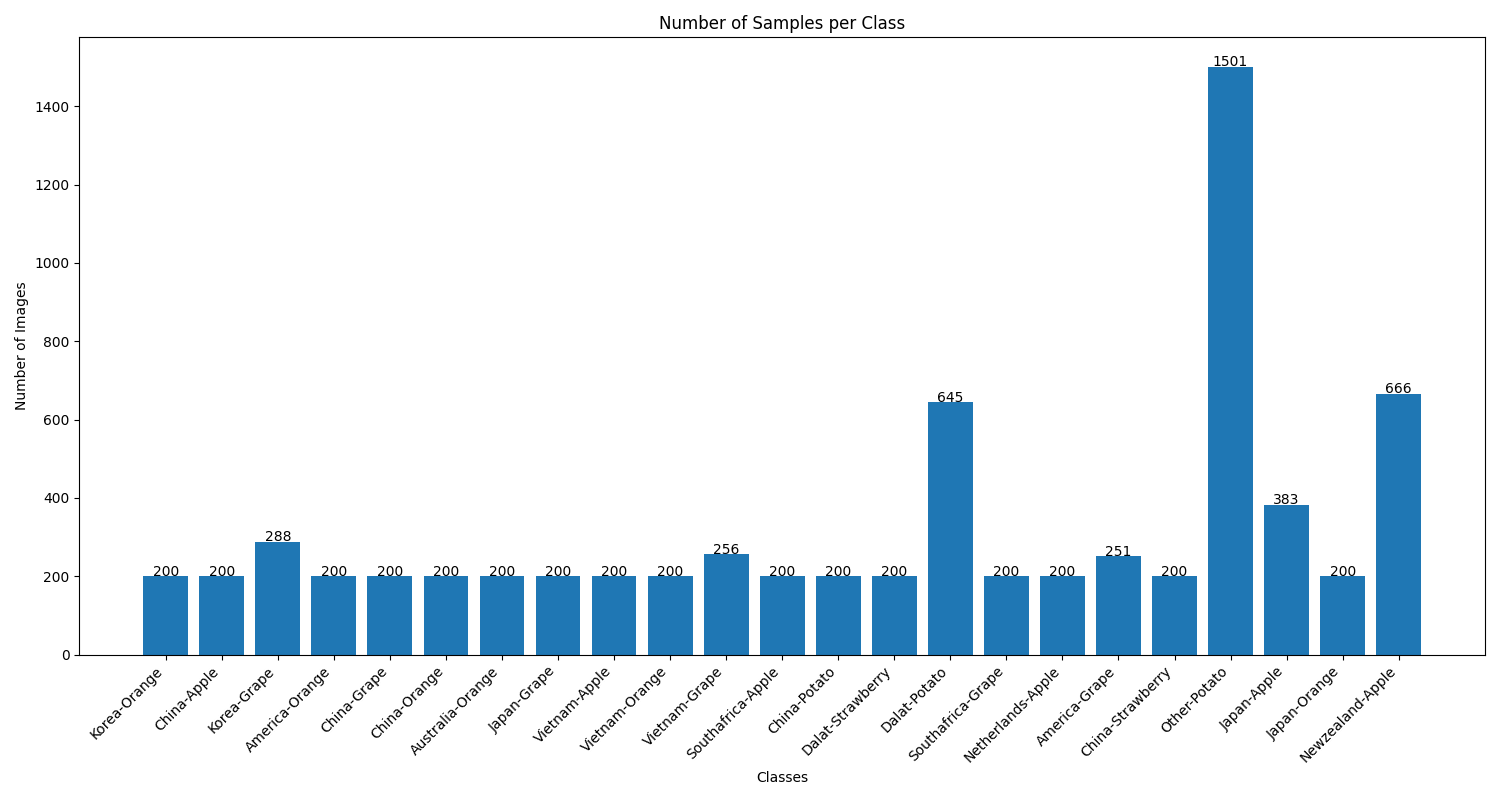 Number of Samples per Class
Number of Images
1400
1200
1000
800
600
400
200
0
200
200
288
200
200
200
200
200
200
200
256
200
200
200
645
200
200
251
200
1501
383
200
666
Korea-Orange
China-Apple
Korea-Grape
America-Orange
China-Grape
China-Orange
Australia-Orange
Japan-Grape
Vietnam-Apple
Vietnam-Orange
Vietnam-Grape
Southafrica-Apple
China-Potato
Dalat-Strawberry
Dalat-Potato
Southafrica-Grape
Netherlands-Apple
America-Grape
China-Strawberry
Other-Potato
Japan-Apple
Japan-Orange
Newzealand-Apple
Classes